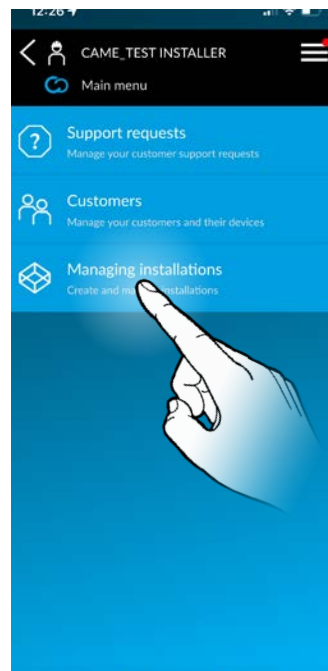 12:26
CAME_TEST INSTALLER
Main menu
?
Support requests
Manage your customer support requests
Customers
Manage your customers and their devices
Managing installations
Create and installations